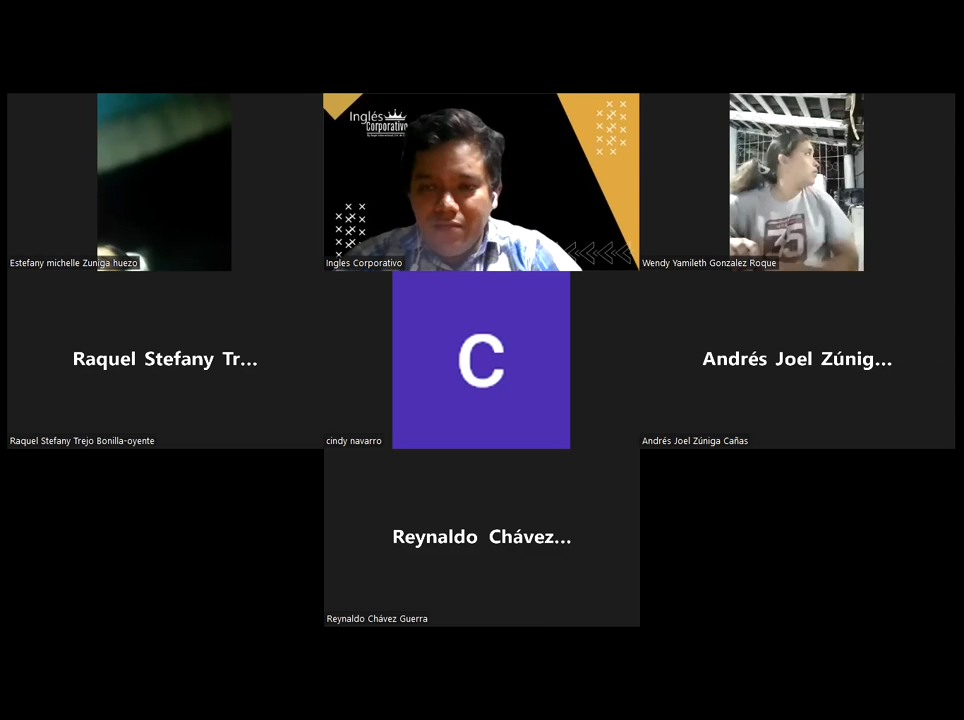 Inglés
Corporativo
35
Estefany michelle Zuniga huezo
Ingles Corporativo
Wendy Yamileth Gonzalez Roque
Raquel Stefany Tr...
C
Andrés Joel Zúnig...
Raquel Stefany Trejo Bonilla-oyente
cindy navarro
Andrés Joel Zúniga Cañas
Reynaldo Chávez...
Reynaldo Chávez Guerra